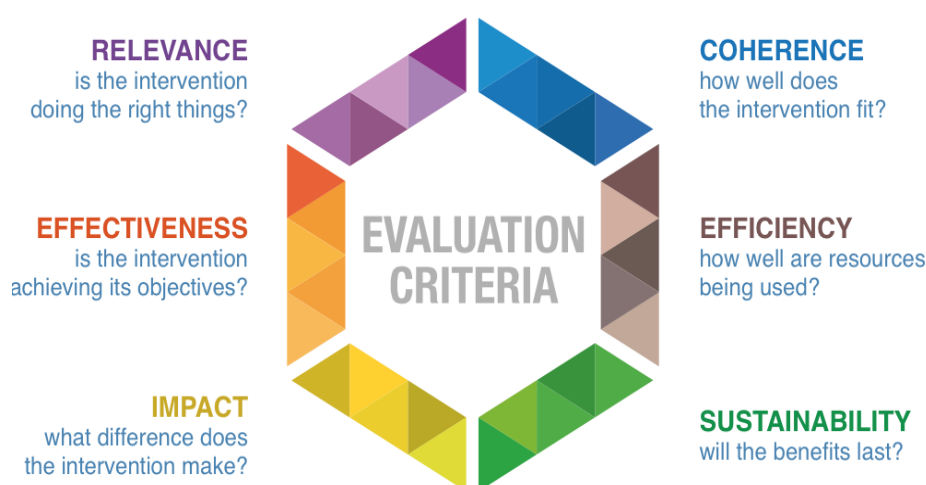 RELEVANCE
is the intervention
doing the right things?
COHERENCE
how well does
the intervention fit?
EFFECTIVENESS
is the intervention
achieving its objectives?
EVALUATION
CRITERIA
EFFICIENCY
how well are resources
being used?
IMPACT
what difference does
the intervention make?
SUSTAINABILITY
will the benefits last?